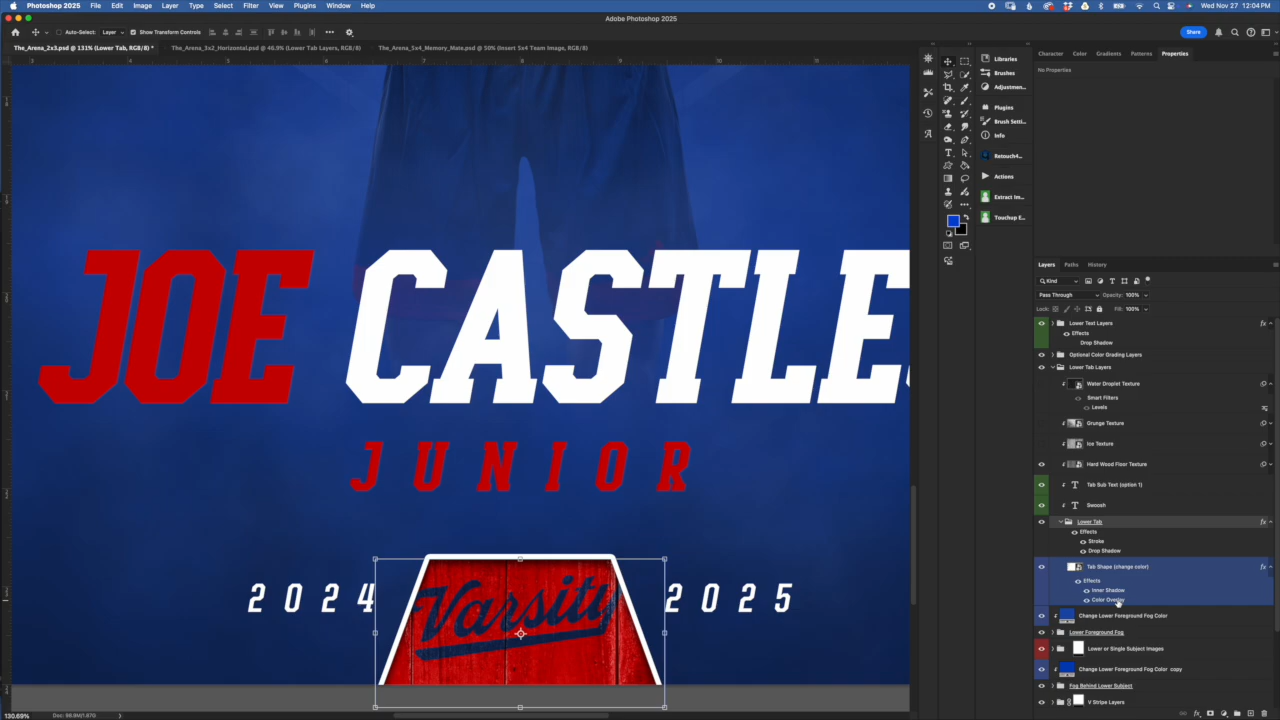 Photoshop 2025 File Edit Image Layer Type Select Filter View Plugins Window Help
Wed Nov 27 12:04 PM
Adobe Photoshop 2025
Auto-Select: Layer Show Transform Controls
Share
The_Arena_2x3.psd @ 131% (Lower Tab, RGB/8) *
The_Arena_3x2_Horizontal.psd @ 46.9% (Lower Tab Layers, RGB/8)
The_Arena_5x4_Memory_Mate.psd @ 50% (Insert 5x4 Team Image, RGB/8)
Character Color Gradients Patterns Properties
No Properties
Libraries
Brushes
Adjustmen...
Plugins
Brush Setti...
Info
Retouch4...
Actions
Extract Im...
Touchup E...
JOE CASTLE
JUNIOR
2024
Varsity
2025
Layers Paths History
Kind
Pass Through Opacity: 100%
Lock: Fill: 100%
Lower Text Layers fx
Effects
Drop Shadow
Optional Color Grading Layers
Lower Tab Layers
Water Droplet Texture
Smart Filters
Levels
Grunge Texture
Ice Texture
Hard Wood Floor Texture
T Tab Sub Text (option 1)
T Swoosh
Lower Tab fx
Effects
Stroke
Drop Shadow
Tab Shape (change color) fx
Effects
Inner Shadow
Color Overlay
Change Lower Foreground Fog Color
Lower Foreground Fog
Lower or Single Subject Images
Change Lower Foreground Fog Color copy
Fog Behind Lower Subject
V Stripe Layers
130.69%